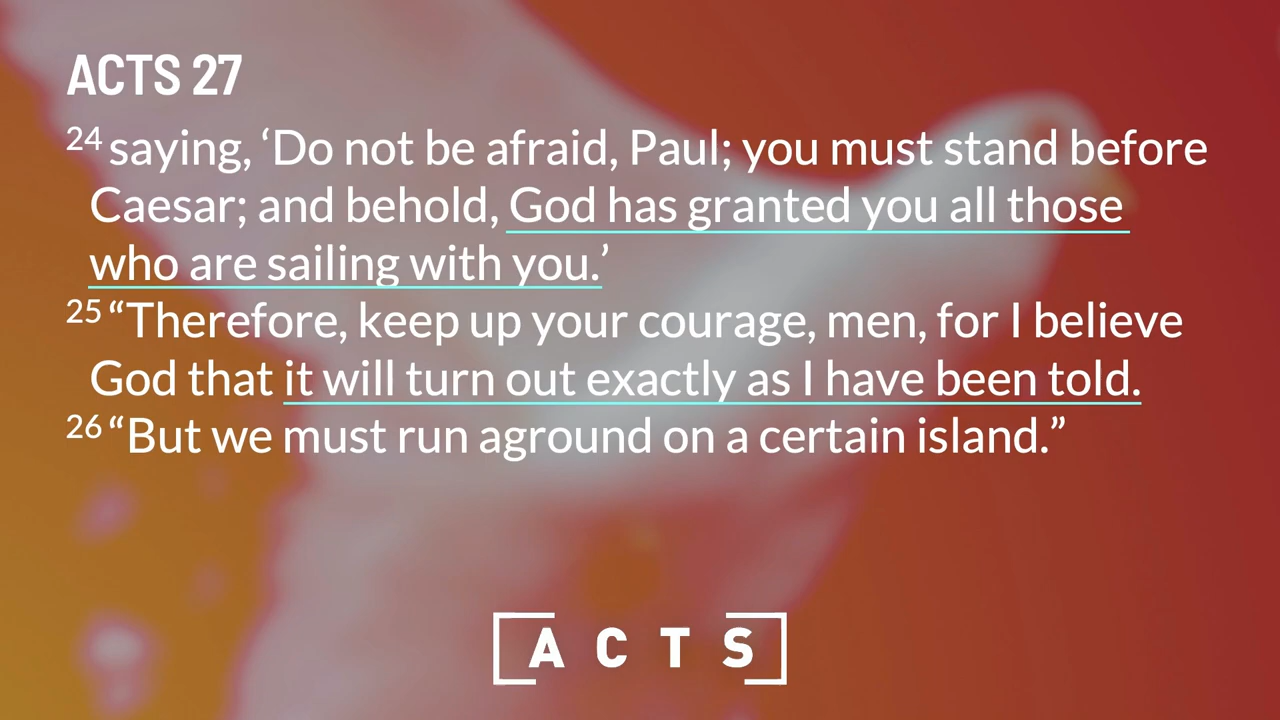 ACTS 27
24 saying, ‘Do not be afraid, Paul; you must stand before
Caesar; and behold, God has granted you all those
who are sailing with you.’
25 “Therefore, keep up your courage, men, for I believe
God that it will turn out exactly as I have been told.
26 “But we must run aground on a certain island.”
ACTS